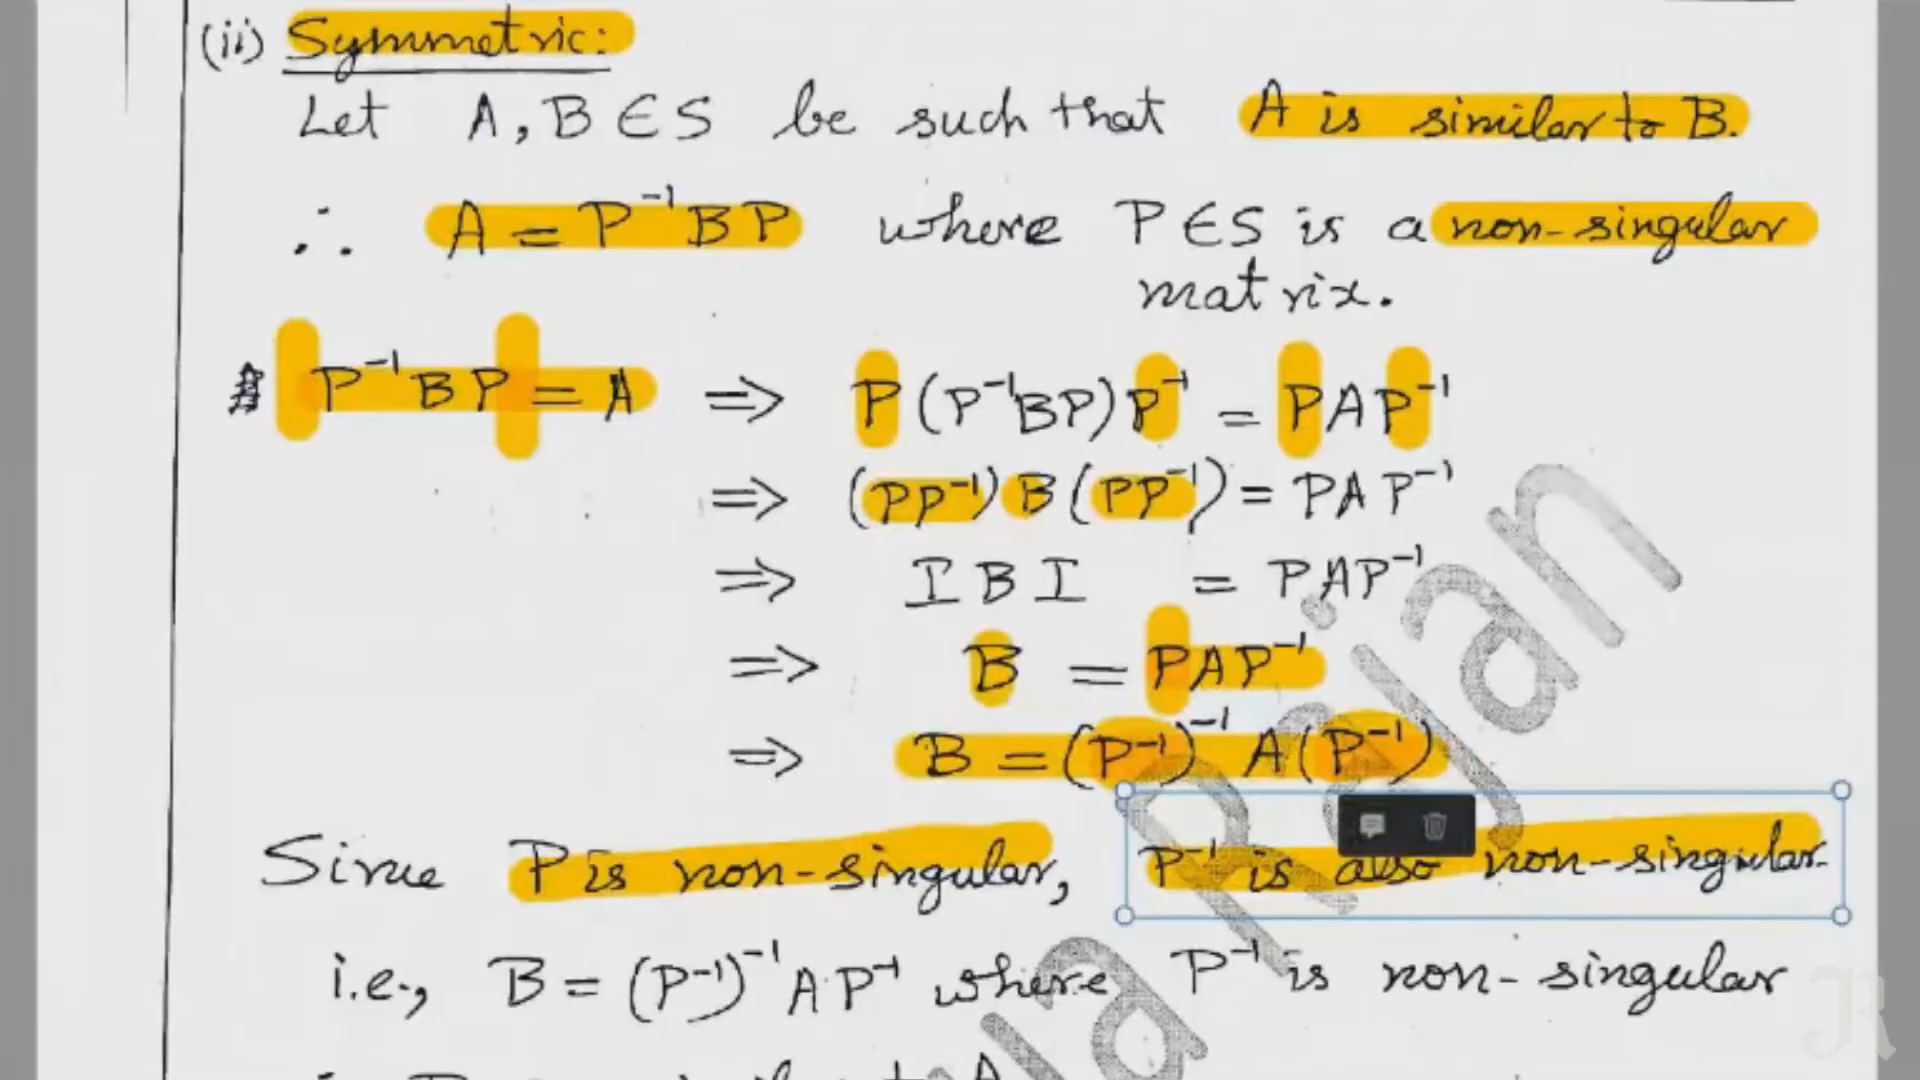 (ii) Symmetric:
Let A, B ∈ S be such that A is similar to B.
∴ A = P⁻¹BP where P ∈ S is a non-singular
matrix.
P⁻¹BP = A ⇒ P(P⁻¹BP)P⁻¹ = PAP⁻¹
⇒ (PP⁻¹)B(PP⁻¹) = PAP⁻¹
⇒ IBI = PAP⁻¹
⇒ B = PAP⁻¹
⇒ B = (P⁻¹)⁻¹ A(P⁻¹)
Since P is non-singular, P⁻¹ is also non-singular.
i.e., B = (P⁻¹)⁻¹AP⁻¹ where P⁻¹ is non-singular
Rajan